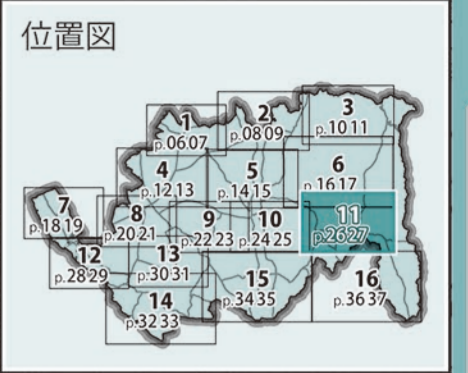 位置図
1
p.06 07
2
p.08 09
3
p.10 11
4
p.12 13
5
p.14 15
6
p.16 17
7
p.18 19
8
p.20 21
9
p.22 23
10
p.24 25
11
p.26 27
12
p.28 29
13
p.30 31
14
p.32 33
15
p.34 35
16
p.36 37